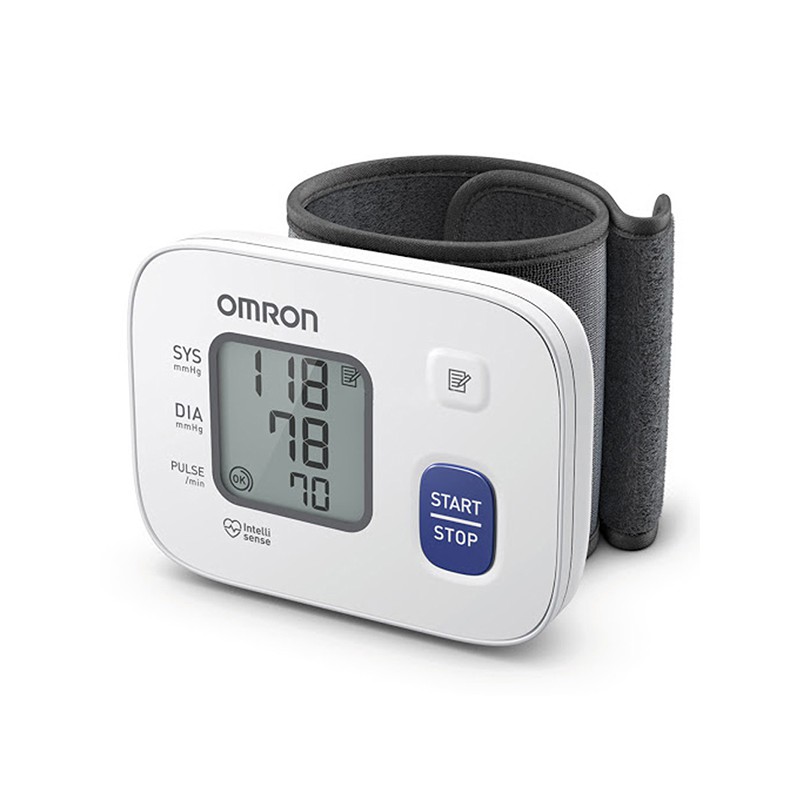 OMRON
SYS
mmHg
118
DIA
mmHg
78
PULSE
/min
OK
70
Intelli
sense
START
STOP